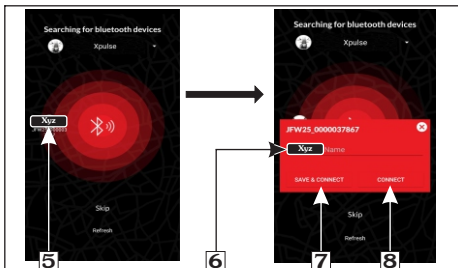 Searching for bluetooth devices
Xpulse
Xyz
Skip
Refresh
5
Searching for bluetooth devices
Xpulse
JFW25_0000037867
Xyz Name
SAVE & CONNECT CONNECT
Skip
Refresh
6 7 8